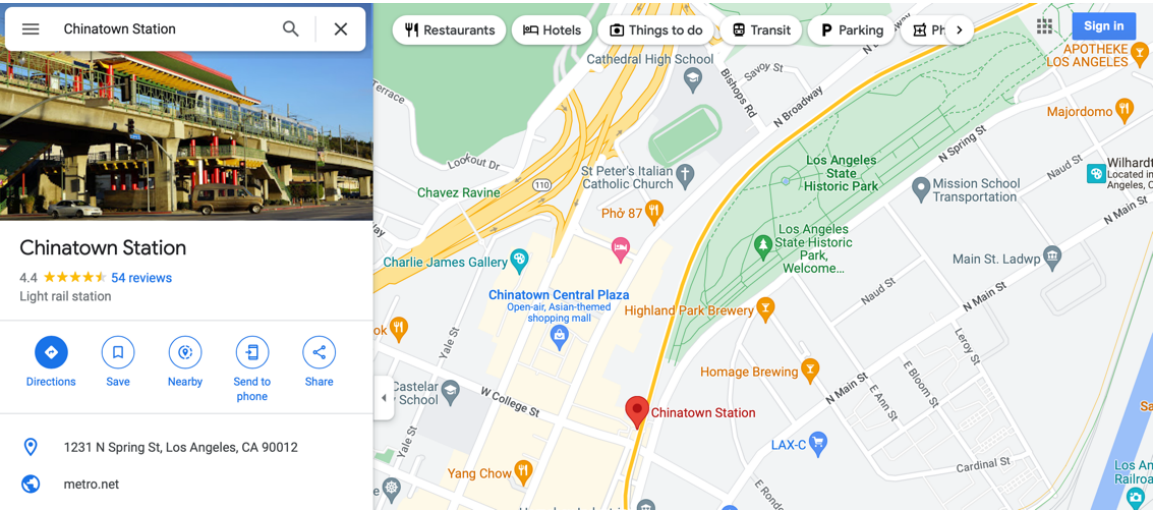 Chinatown Station
Restaurants
Hotels
Things to do
Transit
Parking
Ph
Sign in
Chinatown Station
4.4
54 reviews
Light rail station
Directions
Save
Nearby
Send to
phone
Share
1231 N Spring St, Los Angeles, CA 90012
metro.net
Cathedral High School
Savoy St
Bishops Rd
N Broadway
APOTHEKE
LOS ANGELES
Majordomo
Terrace
Lookout Dr
110
St Peter's Italian
Catholic Church
Los Angeles
State
Historic Park
N Spring St
Naud St
Wilhardt
Located in
Angeles, C
Chavez Ravine
Phở 87
Mission School
Transportation
N Main St
Charlie James Gallery
Los Angeles
State Historic
Park,
Welcome...
Main St. Ladwp
Chinatown Central Plaza
Open-air, Asian-themed
shopping mall
Highland Park Brewery
Naud St
N Main St
ok
Yale St
Leroy St
Castelar
School
W College St
Homage Brewing
N Main St
E Ann St
E Bloom St
Chinatown Station
Yale St
LAX-C
Sa
Yang Chow
Cardinal St
Los An
Railroa
e
E Rondo